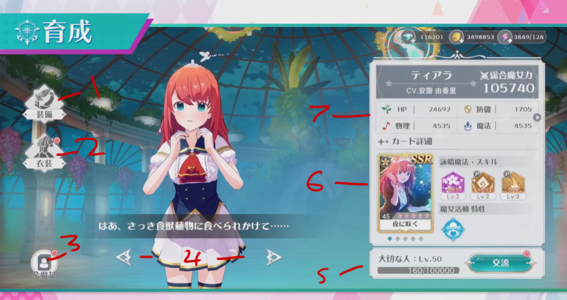 育成
116201
3698853
3869/124
ティアラ
総合魔女力
CV.安齋 由香里
105740
HP 24692
防御 1705
物理 4535
魔法 4535
カード詳細
SSR
詠唱魔法・スキル
Lv.2
Lv.2
Lv.3
魔女活動 特性
45
夜に咲く
大切な人:Lv.50
160/100000
交流
装備
衣装
はあ、さっき食獣植物に食べられかけて……
1
2
3
4
5
6
7